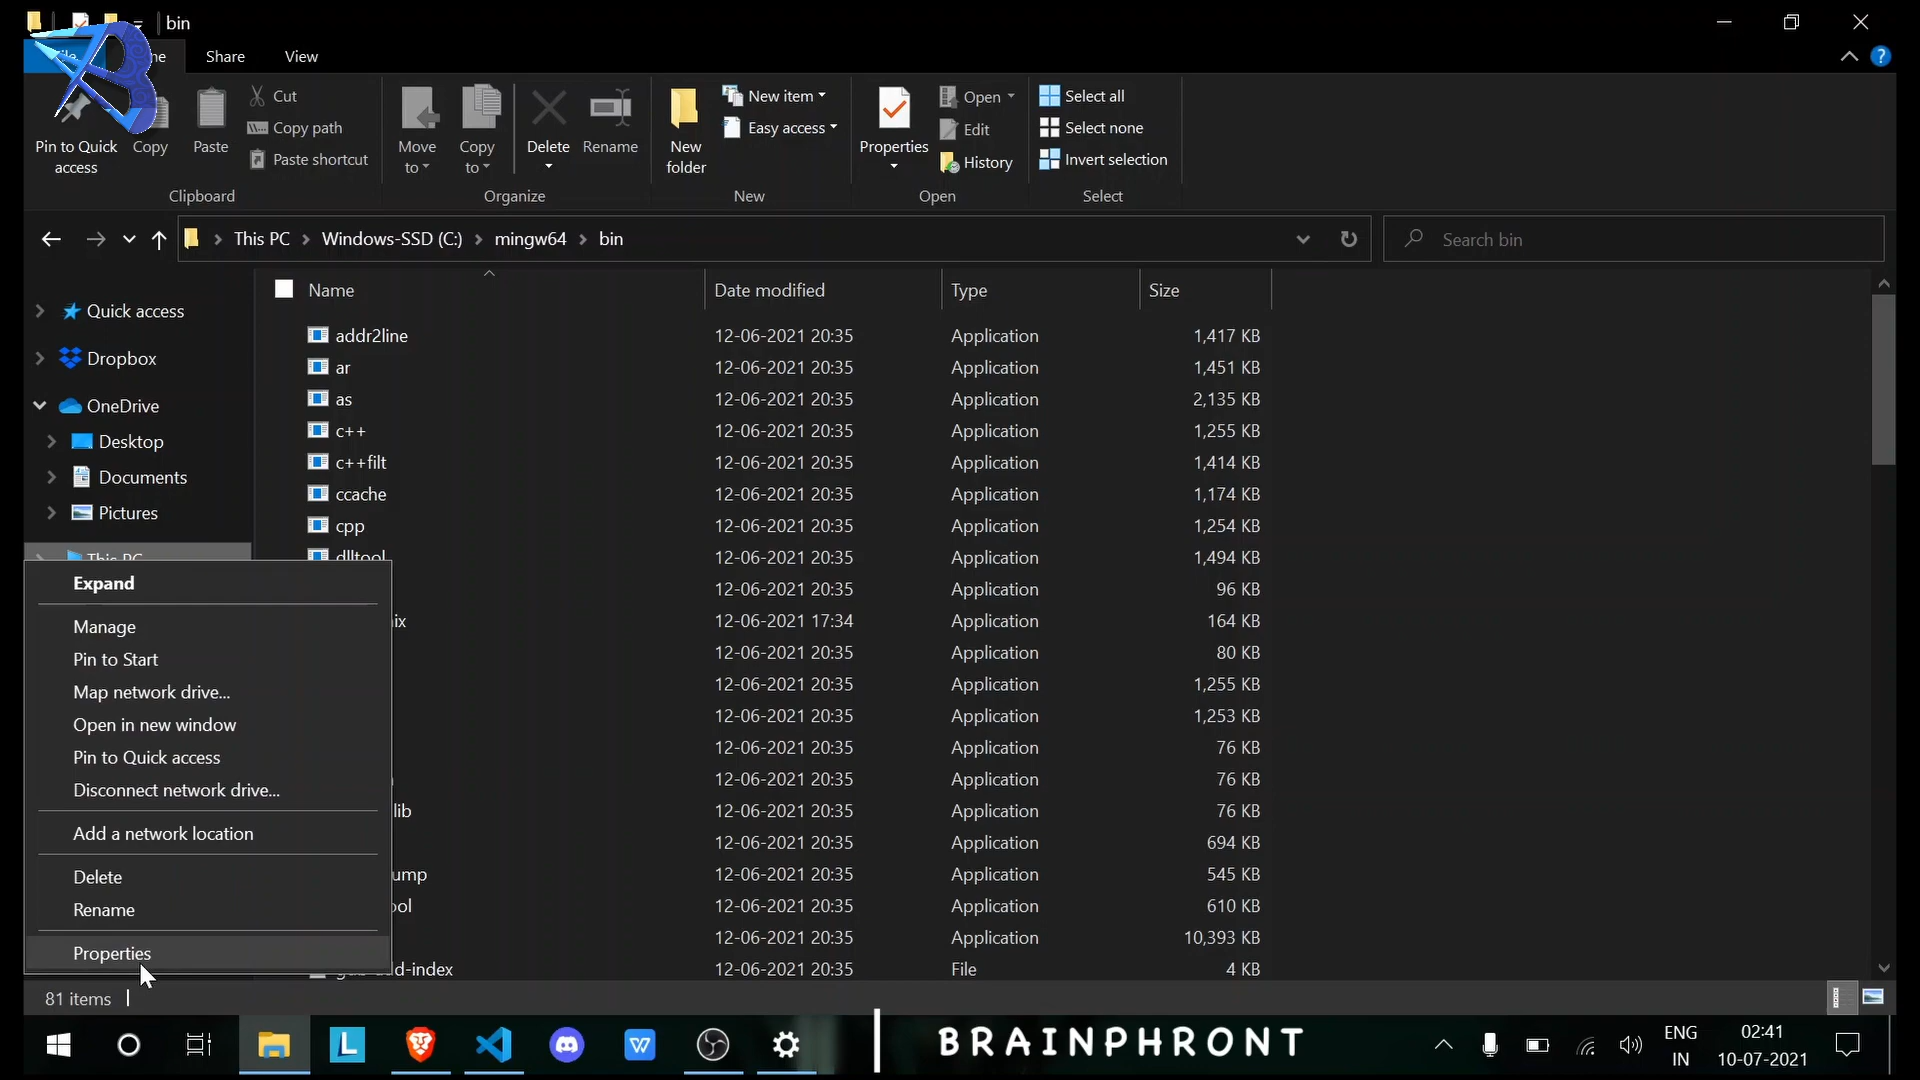 bin
Share
View
Pin to Quick access
Copy
Paste
Cut
Copy path
Paste shortcut
Clipboard
Move to
Copy to
Delete
Rename
Organize
New folder
New item
Easy access
New
Properties
Open
Edit
History
Open
Select all
Select none
Invert selection
Select
This PC > Windows-SSD (C:) > mingw64 > bin
Search bin
Name Date modified Type Size
Quick access
Dropbox
OneDrive
Desktop
Documents
Pictures
This PC
addr2line 12-06-2021 20:35 Application 1,417 KB
ar 12-06-2021 20:35 Application 1,451 KB
as 12-06-2021 20:35 Application 2,135 KB
c++ 12-06-2021 20:35 Application 1,255 KB
c++filt 12-06-2021 20:35 Application 1,414 KB
ccache 12-06-2021 20:35 Application 1,174 KB
cpp 12-06-2021 20:35 Application 1,254 KB
dlltool 12-06-2021 20:35 Application 1,494 KB
12-06-2021 20:35 Application 96 KB
12-06-2021 17:34 Application 164 KB
12-06-2021 20:35 Application 80 KB
12-06-2021 20:35 Application 1,255 KB
12-06-2021 20:35 Application 1,253 KB
12-06-2021 20:35 Application 76 KB
12-06-2021 20:35 Application 76 KB
lib 12-06-2021 20:35 Application 76 KB
12-06-2021 20:35 Application 694 KB
ump 12-06-2021 20:35 Application 545 KB
ool 12-06-2021 20:35 Application 610 KB
12-06-2021 20:35 Application 10,393 KB
gdb-add-index 12-06-2021 20:35 File 4 KB
Expand
Manage
Pin to Start
Map network drive...
Open in new window
Pin to Quick access
Disconnect network drive...
Add a network location
Delete
Rename
Properties
81 items
BRAINPHRONT
ENG
IN
02:41
10-07-2021